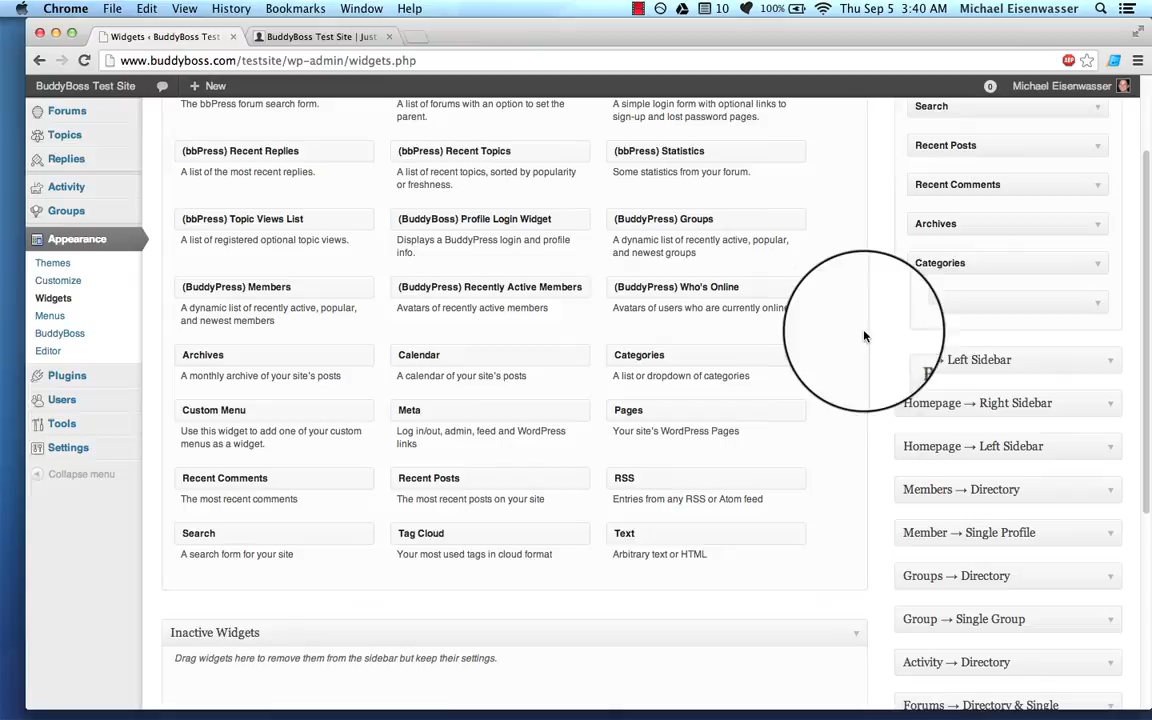 Chrome File Edit View History Bookmarks Window Help 10 100% Thu Sep 5 3:40 AM Michael Eisenwasser
Widgets ‹ BuddyBoss Test × BuddyBoss Test Site | Just ×
www.buddyboss.com/testsite/wp-admin/widgets.php ABP
BuddyBoss Test Site + New 0 Michael Eisenwasser
Forums
Topics
Replies
Activity
Groups
Appearance
Themes
Customize
Widgets
Menus
BuddyBoss
Editor
Plugins
Users
Tools
Settings
Collapse menu
The bbPress forum search form.
A list of forums with an option to set the
parent.
A simple login form with optional links to
sign-up and lost password pages.
(bbPress) Recent Replies
A list of the most recent replies.
(bbPress) Recent Topics
A list of recent topics, sorted by popularity
or freshness.
(bbPress) Statistics
Some statistics from your forum.
(bbPress) Topic Views List
A list of registered optional topic views.
(BuddyBoss) Profile Login Widget
Displays a BuddyPress login and profile
info.
(BuddyPress) Groups
A dynamic list of recently active, popular,
and newest groups
(BuddyPress) Members
A dynamic list of recently active, popular,
and newest members
(BuddyPress) Recently Active Members
Avatars of recently active members
(BuddyPress) Who's Online
Avatars of users who are currently online
Archives
A monthly archive of your site's posts
Calendar
A calendar of your site's posts
Categories
A list or dropdown of categories
Custom Menu
Use this widget to add one of your custom
menus as a widget.
Meta
Log in/out, admin, feed and WordPress
links
Pages
Your site's WordPress Pages
Recent Comments
The most recent comments
Recent Posts
The most recent posts on your site
RSS
Entries from any RSS or Atom feed
Search
A search form for your site
Tag Cloud
Your most used tags in cloud format
Text
Arbitrary text or HTML
Inactive Widgets
Drag widgets here to remove them from the sidebar but keep their settings.
Search
Recent Posts
Recent Comments
Archives
Categories
→ Left Sidebar
Homepage → Right Sidebar
Homepage → Left Sidebar
Members → Directory
Member → Single Profile
Groups → Directory
Group → Single Group
Activity → Directory
Forums → Directory & Single